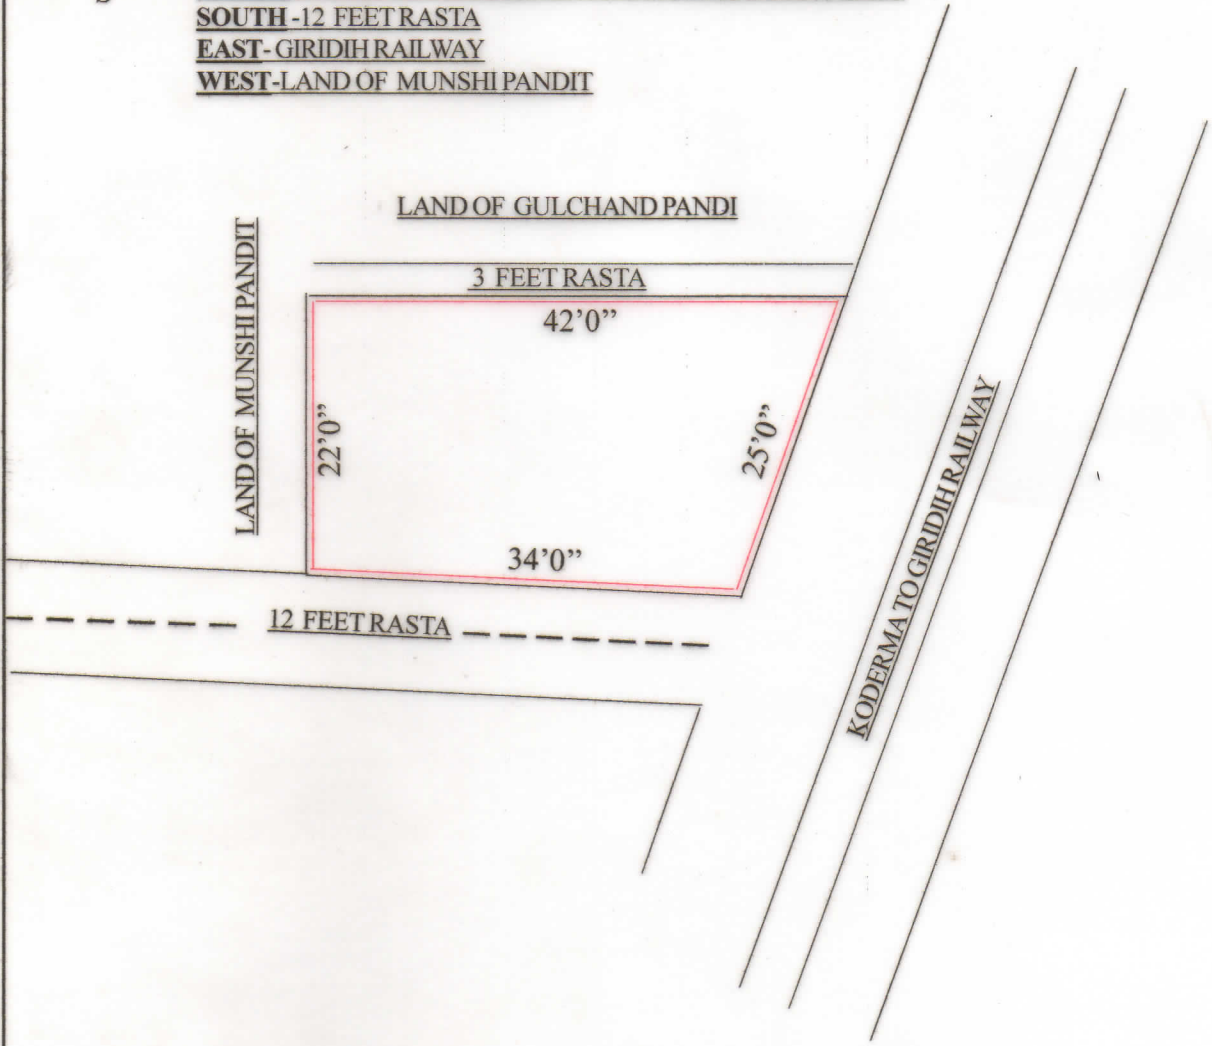 SOUTH -12 FEET RASTA
EAST- GIRIDIH RAILWAY
WEST-LAND OF MUNSHI PANDIT
LAND OF GULCHAND PANDI
3 FEET RASTA
42’0”
LAND OF MUNSHI PANDIT
22’0”
25’0”
34’0”
12 FEET RASTA
KODERMA TO GIRIDIH RAILWAY